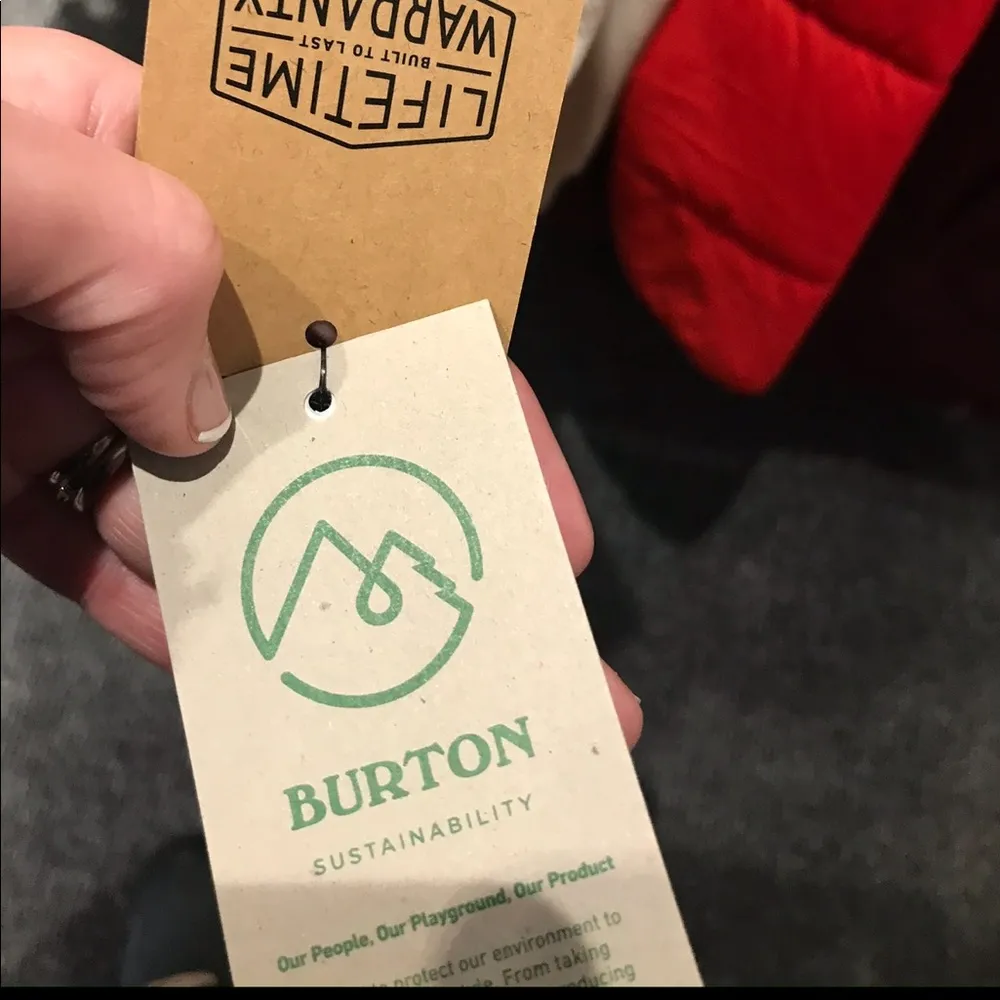 LIFETIME
BUILT TO LAST
WARRANTY
BURTON
SUSTAINABILITY
Our People, Our Playground, Our Product
protect our environment to
From taking